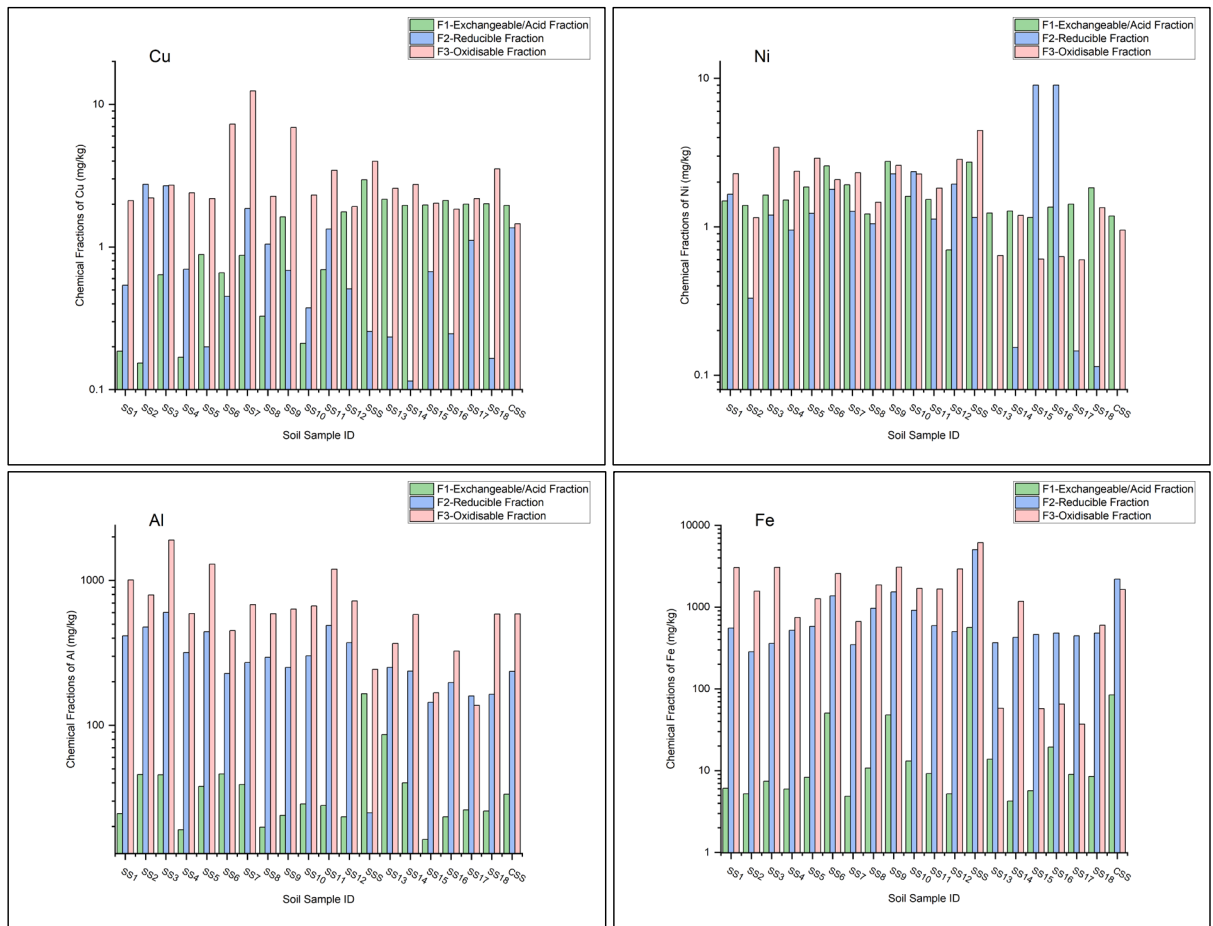 F1-Exchangeable/Acid Fraction
F2-Reducible Fraction
F3-Oxidisable Fraction
Cu
Chemical Fractions of Cu (mg/kg)
10
1
0.1
SS1 SS2 SS3 SS4 SS5 SS6 SS7 SS8 SS9 SS10 SS11 SS12 SSS SS13 SS14 SS15 SS16 SS17 SS18 CSS
Soil Sample ID
F1-Exchangeable/Acid Fraction
F2-Reducible Fraction
F3-Oxidisable Fraction
Ni
Chemical Fractions of Ni (mg/kg)
10
1
0.1
SS1 SS2 SS3 SS4 SS5 SS6 SS7 SS8 SS9 SS10 SS11 SS12 SSS SS13 SS14 SS15 SS16 SS17 SS18 CSS
Soil Sample ID
F1-Exchangeable/Acid Fraction
F2-Reducible Fraction
F3-Oxidisable Fraction
Al
Chemical Fractions of Al (mg/kg)
1000
100
SS1 SS2 SS3 SS4 SS5 SS6 SS7 SS8 SS9 SS10 SS11 SS12 SSS SS13 SS14 SS15 SS16 SS17 SS18 CSS
Soil Sample ID
F1-Exchangeable/Acid Fraction
F2-Reducible Fraction
F3-Oxidisable Fraction
Fe
Chemical Fractions of Fe (mg/kg)
10000
1000
100
10
1
SS1 SS2 SS3 SS4 SS5 SS6 SS7 SS8 SS9 SS10 SS11 SS12 SSS SS13 SS14 SS15 SS16 SS17 SS18 CSS
Soil Sample ID